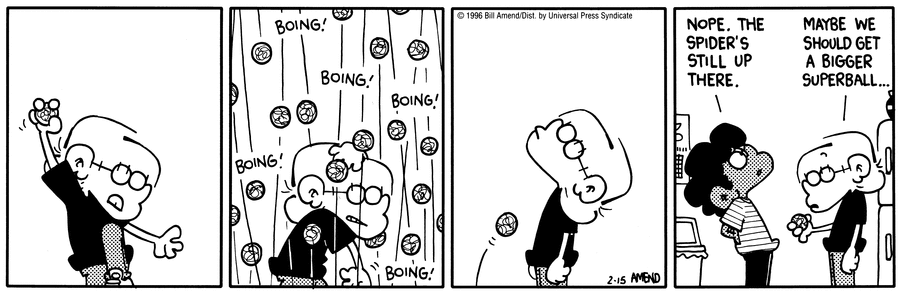 BOING!
BOING!
BOING!
BOING!
BOING!
© 1996 Bill Amend/Dist. by Universal Press Syndicate
2-15 AMEND
NOPE. THE
SPIDER'S
STILL UP
THERE.
MAYBE WE
SHOULD GET
A BIGGER
SUPERBALL...